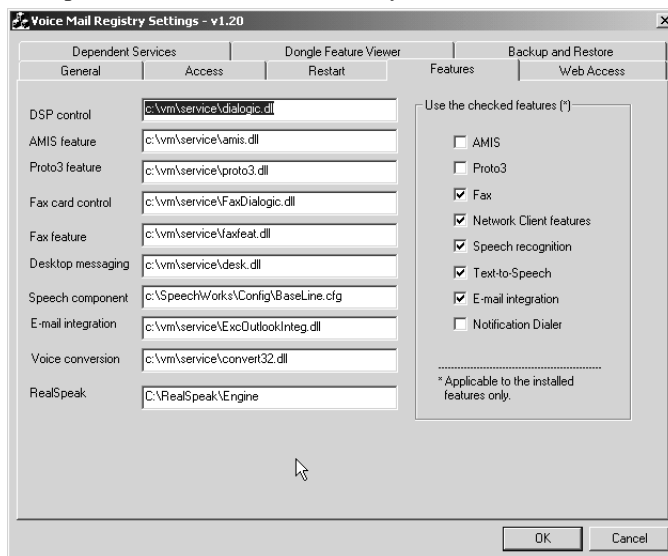 Voice Mail Registry Settings - v1.20
Dependent Services
Dongle Feature Viewer
Backup and Restore
General
Access
Restart
Features
Web Access
DSP control
c:\vm\service\dialogic.dll
AMIS feature
c:\vm\service\amis.dll
Proto3 feature
c:\vm\service\proto3.dll
Fax card control
c:\vm\service\FaxDialogic.dll
Fax feature
c:\vm\service\faxfeat.dll
Desktop messaging
c:\vm\service\desk.dll
Speech component
c:\SpeechWorks\Config\BaseLine.cfg
E-mail integration
c:\vm\service\ExcOutlookInteg.dll
Voice conversion
c:\vm\service\convert32.dll
RealSpeak
C:\RealSpeak\Engine
Use the checked features (*)
AMIS
Proto3
Fax
Network Client features
Speech recognition
Text-to-Speech
E-mail integration
Notification Dialer
* Applicable to the installed
features only.
OK
Cancel